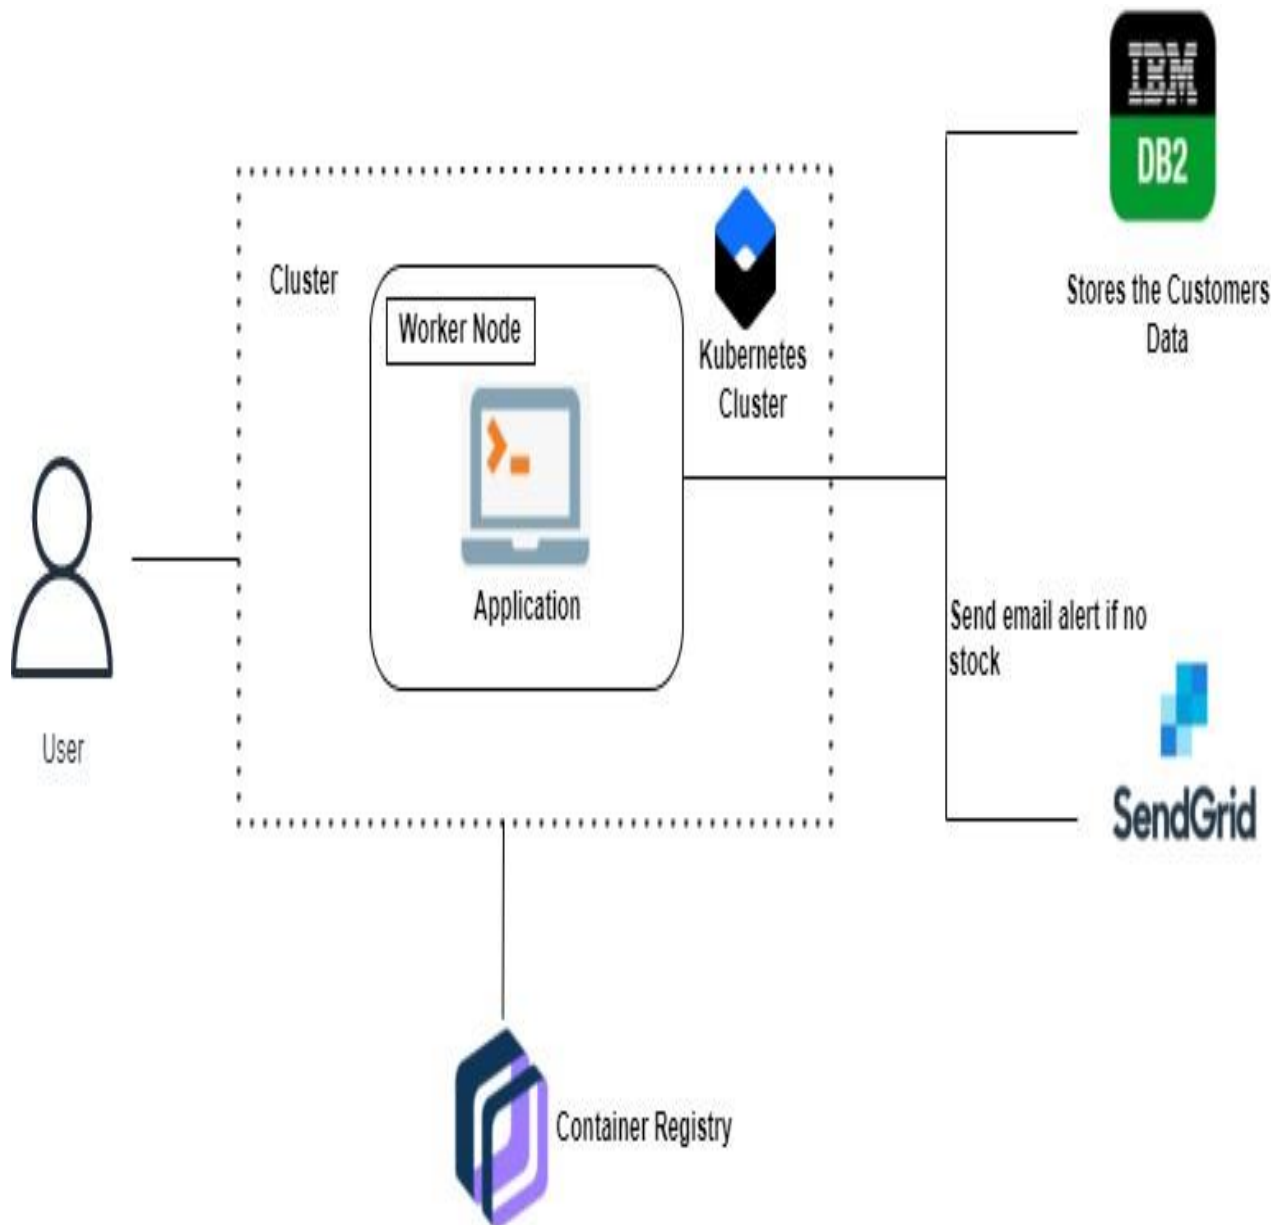 IBM
DB2
Stores the Customers
Data
Cluster
Worker Node
Kubernetes
Cluster
Application
User
Send email alert if no
stock
SendGrid
Container Registry